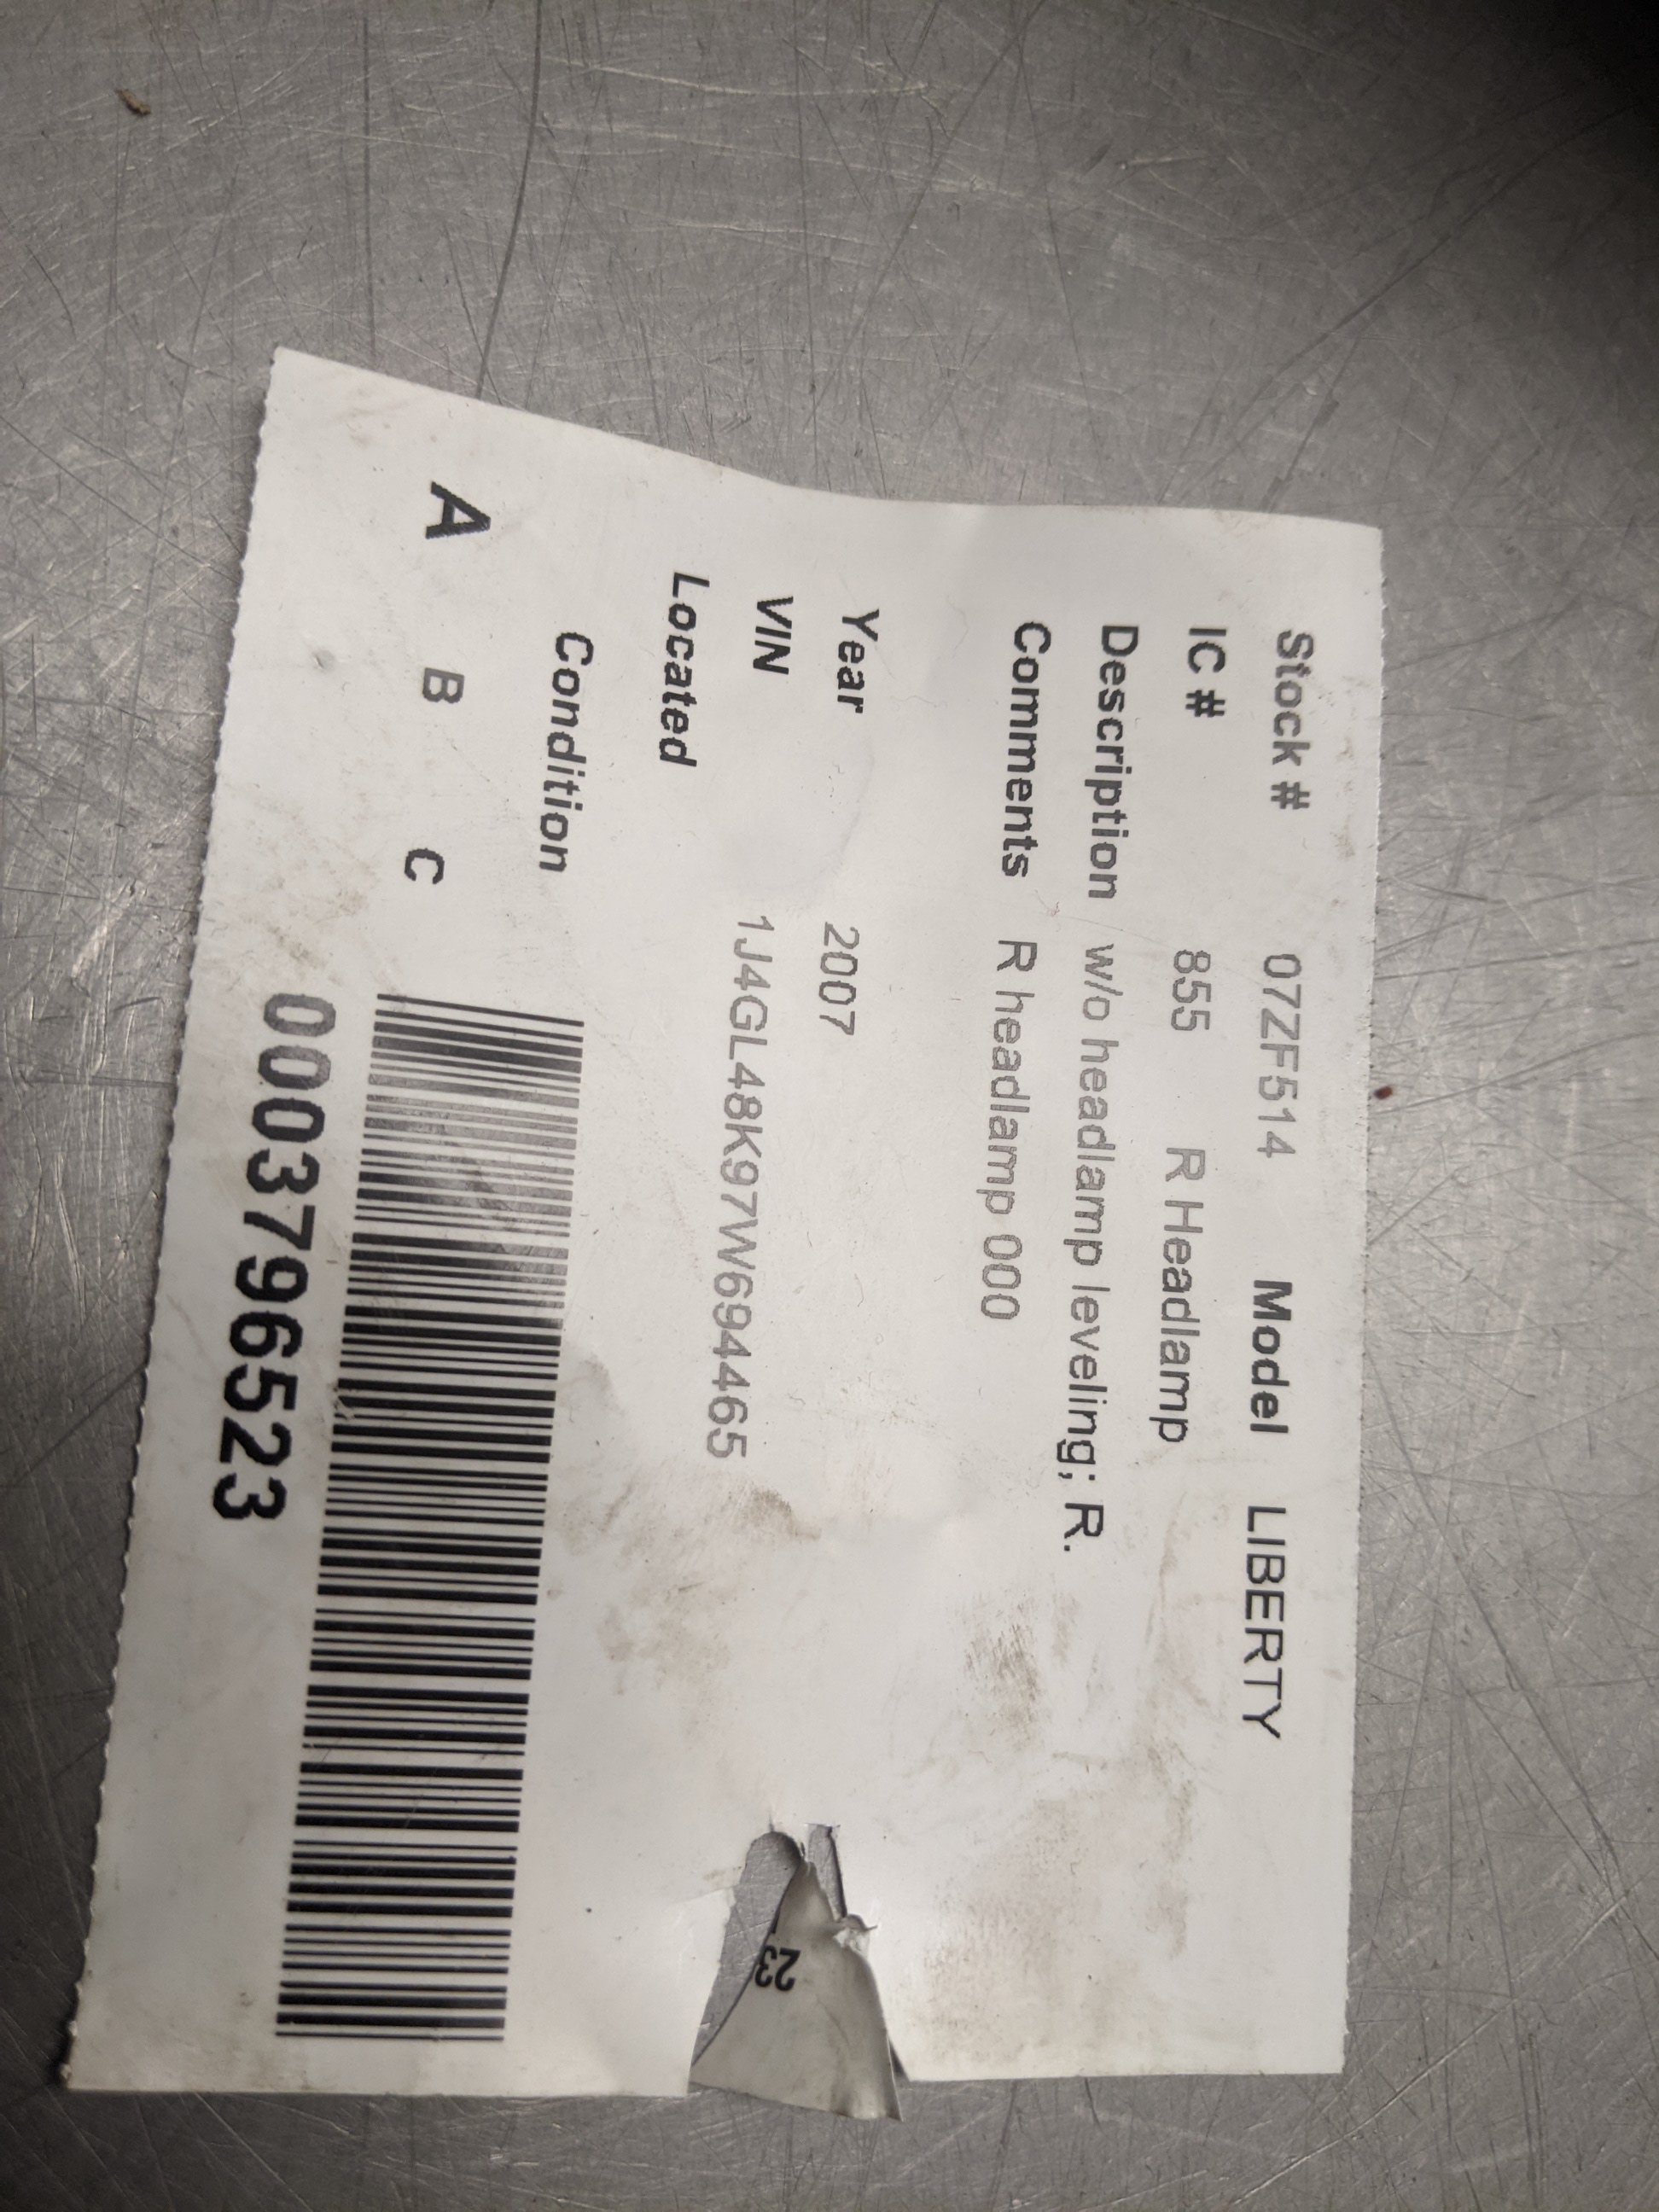 Stock # 07ZF514 Model LIBERTY
IC # 855 R Headlamp
Description w/o headlamp leveling; R.
Comments R headlamp 000
Year 2007
VIN 1J4GL48K97W694465
Located
Condition
A B C
0003796523
23